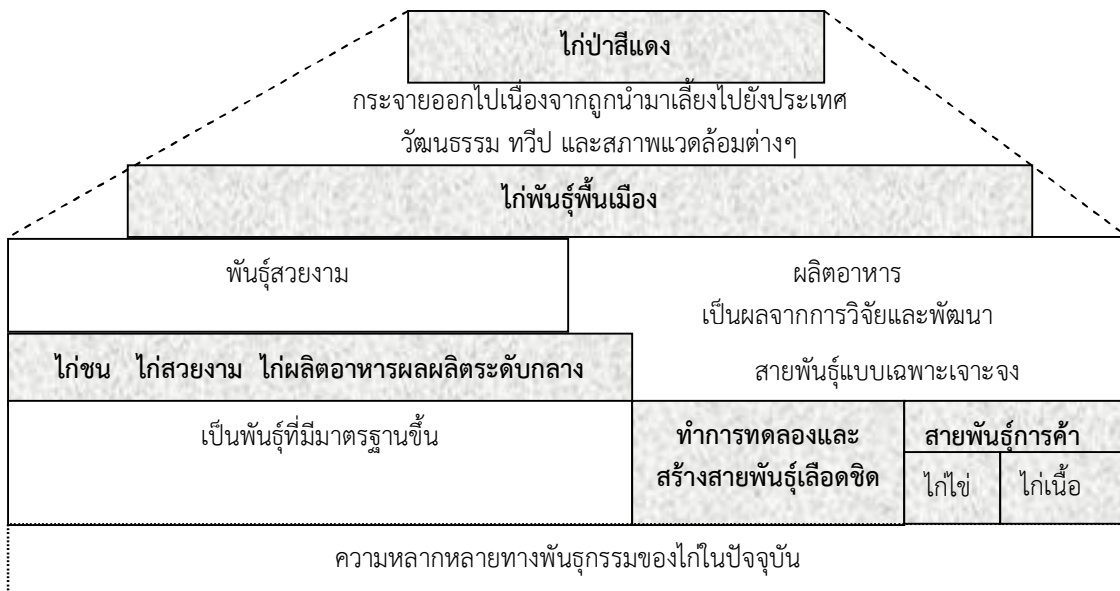 ไก่ป่าสีแดง
กระจายออกไปเนื่องจากถูกนำมาเลี้ยงไปยังประเทศ
วัฒนธรรม ทวีป และสภาพแวดล้อมต่างๆ
ไก่พันธุ์พื้นเมือง
พันธุ์สวยงาม
ผลิตอาหาร
เป็นผลจากการวิจัยและพัฒนา
ไก่ชน ไก่สวยงาม ไก่ผลิตอาหารผลผลิตระดับกลาง
สายพันธุ์แบบเฉพาะเจาะจง
เป็นพันธุ์ที่มีมาตรฐานขึ้น
ทำการทดลองและ
สร้างสายพันธุ์เลือดชิด
สายพันธุ์การค้า
ไก่ไข่ ไก่เนื้อ
ความหลากหลายทางพันธุกรรมของไก่ในปัจจุบัน